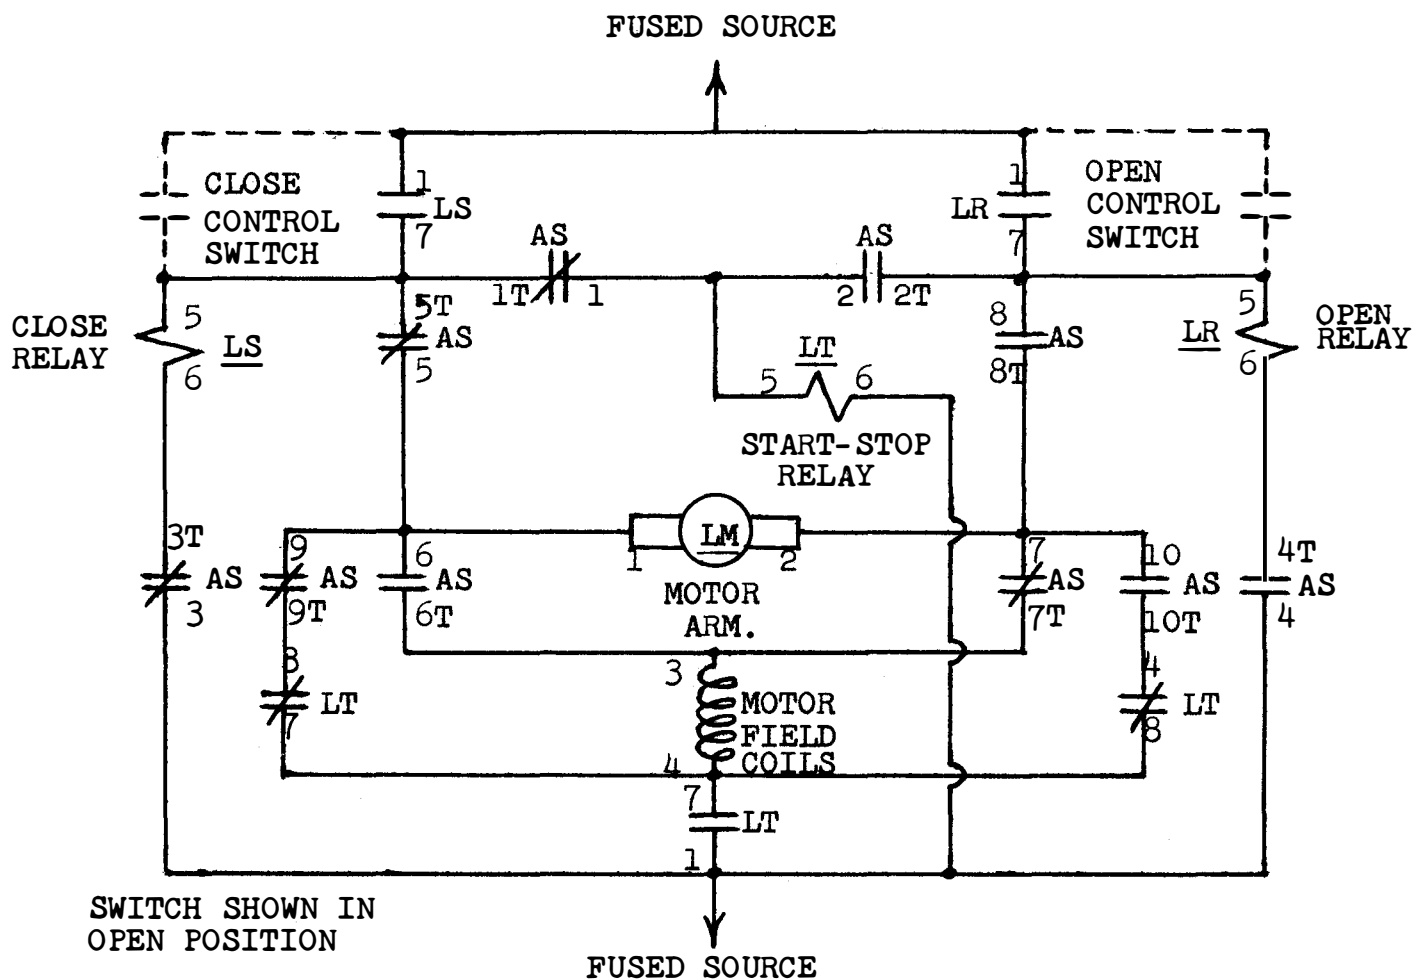 FUSED SOURCE
CLOSE
CONTROL
SWITCH
1
LS
7
AS
1T
1
AS
2
2T
1
LR
7
OPEN
CONTROL
SWITCH
CLOSE
RELAY
5
LS
6
5T
AS
5
LT
5
6
START-STOP
RELAY
8
AS
8T
5
LR
6
OPEN
RELAY
3T
AS
3
9
AS
9T
6
AS
6T
1
LM
2
MOTOR
ARM.
7
AS
7T
10
AS
10T
4T
AS
4
3
MOTOR
FIELD
COILS
4
LT
7
4
LT
8
7
LT
1
SWITCH SHOWN IN
OPEN POSITION
FUSED SOURCE